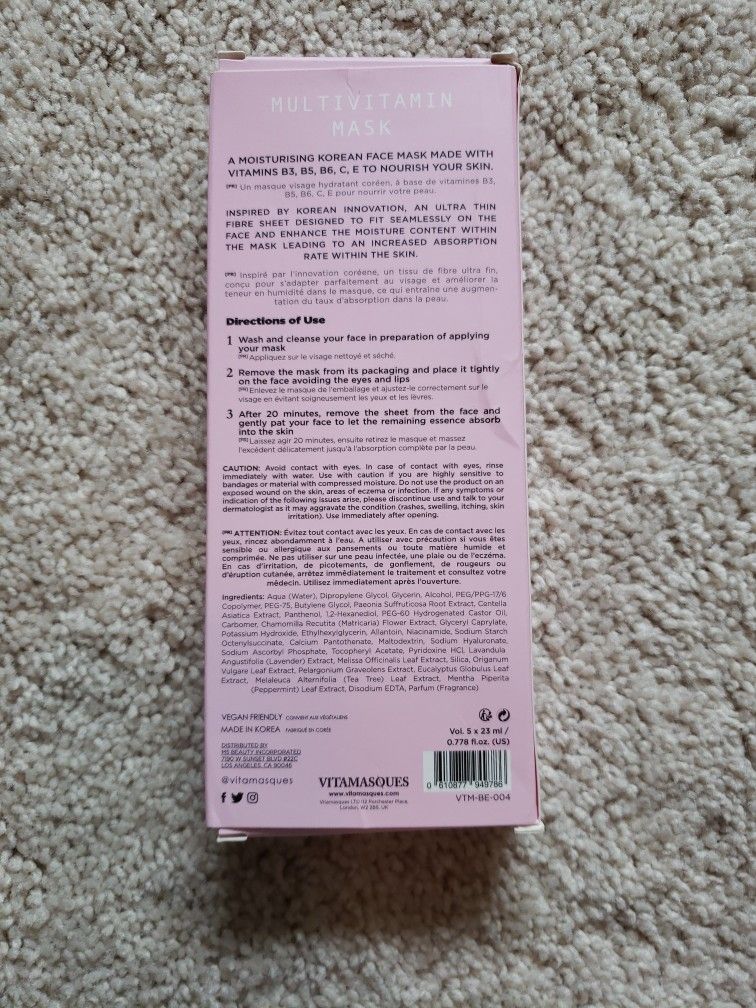 MULTIVITAMIN
MASK
A MOISTURISING KOREAN FACE MASK MADE WITH
VITAMINS B3, B5, B6, C, E TO NOURISH YOUR SKIN.
(FR) Un masque visage hydratant coréen, à base de vitamines B3,
B5, B6, C, E pour nourrir votre peau.
INSPIRED BY KOREAN INNOVATION, AN ULTRA THIN
FIBRE SHEET DESIGNED TO FIT SEAMLESSLY ON THE
FACE AND ENHANCE THE MOISTURE CONTENT WITHIN
THE MASK LEADING TO AN INCREASED ABSORPTION
RATE WITHIN THE SKIN.
(FR) Inspiré par l'innovation coréene, un tissu de fibre ultra fin,
conçu pour s'adapter parfaitement au visage et améliorer la
teneur en humidité dans le masque, ce qui entraîne une augmen-
tation du taux d'absorption dans la peau.
Directions of Use
1 Wash and cleanse your face in preparation of applying
your mask
(FR) Appliquez sur le visage nettoyé et séché.
2 Remove the mask from its packaging and place it tightly
on the face avoiding the eyes and lips
(FR) Enlevez le masque de l'emballage et ajustez-le correctement sur le
visage en évitant soigneusement les yeux et les lèvres.
3 After 20 minutes, remove the sheet from the face and
gently pat your face to let the remaining essence absorb
into the skin
(FR) Laissez agir 20 minutes, ensuite retirez le masque et massez
l'excédent délicatement jusqu'à l'absorption complète par la peau.
CAUTION: Avoid contact with eyes. In case of contact with eyes, rinse
immediately with water. Use with caution if you are highly sensitive to
bandages or material with compressed moisture. Do not use the product on an
exposed wound on the skin, areas of eczema or infection. If any symptoms or
indication of the following issues arise, please discontinue use and talk to your
dermatologist as it may aggravate the condition (rashes, swelling, itching, skin
irritation). Use immediately after opening.
(FR) ATTENTION: Évitez tout contact avec les yeux. En cas de contact avec les
yeux, rincez abondamment à l'eau. A utiliser avec précaution si vous êtes
sensible ou allergique aux pansements ou toute matière humide et
comprimée. Ne pas utiliser sur une peau infectée, une plaie ou de l'eczéma.
En cas d'irritation, de picotements, de gonflement, de rougeurs ou
d'éruption cutanée, arrêtez immédiatement le traitement et consultez votre
médecin. Utilisez immédiatement après l'ouverture.
Ingredients: Aqua (Water), Dipropylene Glycol, Glycerin, Alcohol, PEG/PPG-17/6
Copolymer, PEG-75, Butylene Glycol, Paeonia Suffruticosa Root Extract, Centella
Asiatica Extract, Panthenol, 1,2-Hexanediol, PEG-60 Hydrogenated Castor Oil,
Carbomer, Chamomilla Recutita (Matricaria) Flower Extract, Glyceryl Caprylate,
Potassium Hydroxide, Ethylhexylglycerin, Allantoin, Niacinamide, Sodium Starch
Octenylsuccinate, Calcium Pantothenate, Maltodextrin, Sodium Hyaluronate,
Sodium Ascorbyl Phosphate, Tocopheryl Acetate, Pyridoxine HCl, Lavandula
Angustifolia (Lavender) Extract, Melissa Officinalis Leaf Extract, Silica, Origanum
Vulgare Leaf Extract, Pelargonium Graveolens Extract, Eucalyptus Globulus Leaf
Extract, Melaleuca Alternifolia (Tea Tree) Leaf Extract, Mentha Piperita
(Peppermint) Leaf Extract, Disodium EDTA, Parfum (Fragrance)
VEGAN FRIENDLY CONVIENT AUX VÉGÉTALIENS
MADE IN KOREA FABRIQUÉ EN CORÉE
Vol. 5 x 23 ml /
0.778 fl.oz. (US)
DISTRIBUTED BY
MS BEAUTY INCORPORATED
7190 W SUNSET BLVD #22C
LOS ANGELES, CA 90046
@vitamasques
VITAMASQUES
www.vitamasques.com
Vitamasques LTD 112 Porchester Place,
London, W2 2BS, UK
0 610877 949786
VTM-BE-004